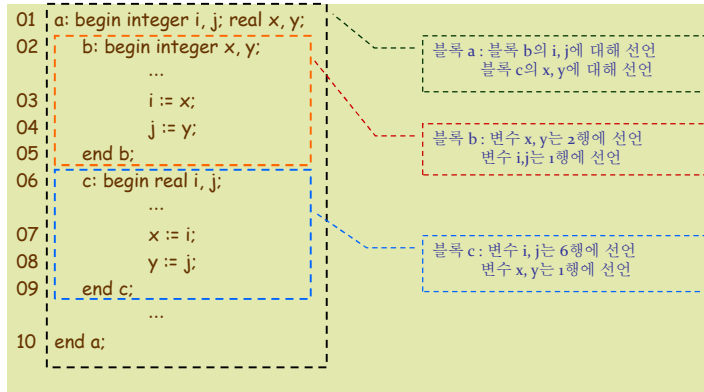 01 a: begin integer i, j; real x, y;
02 b: begin integer x, y;
...
03 i := x;
04 j := y;
05 end b;
06 c: begin real i, j;
...
07 x := i;
08 y := j;
09 end c;
...
10 end a;
블록 a : 블록 b의 i, j에 대해 선언
블록 c의 x, y에 대해 선언
블록 b : 변수 x, y는 2행에 선언
변수 i,j는 1행에 선언
블록 c : 변수 i, j는 6행에 선언
변수 x, y는 1행에 선언